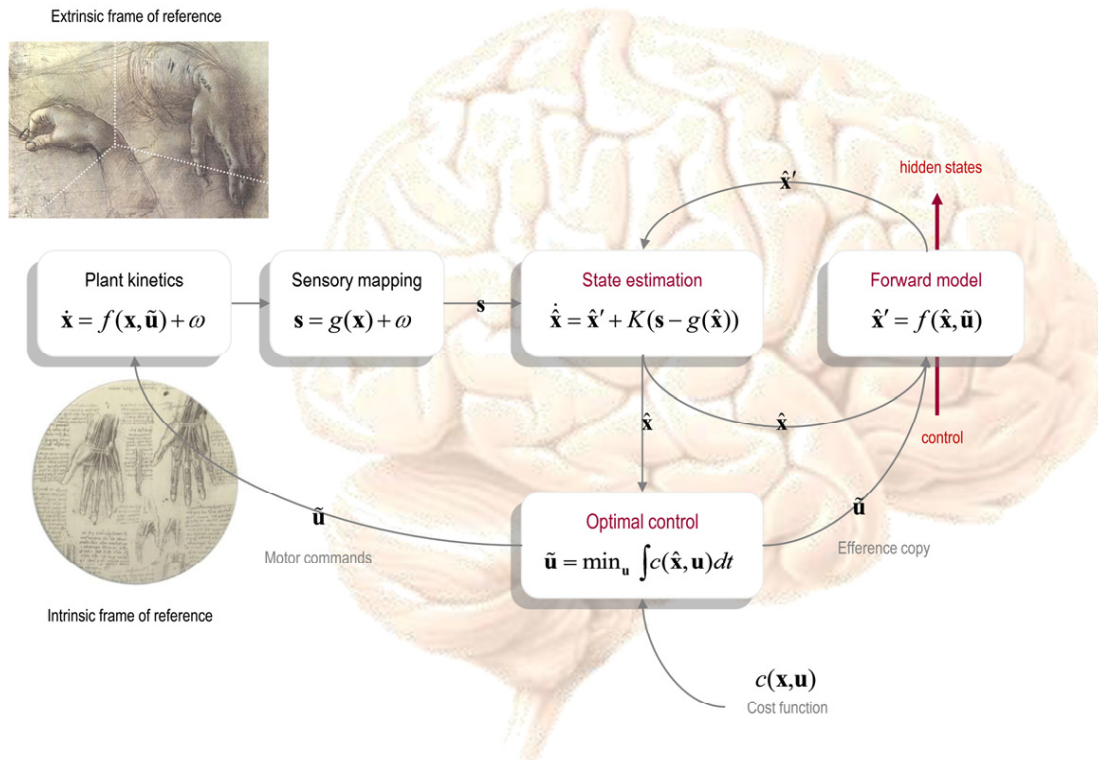 Extrinsic frame of reference
hidden states
x̂′
Plant kinetics
ẋ = f(x, ũ) + ω
Sensory mapping
s = g(x) + ω
s
State estimation
x̂̇ = x̂′ + K(s − g(x̂))
Forward model
x̂′ = f(x̂, ũ)
x̂
x̂
control
ũ
Motor commands
Optimal control
ũ = min_u ∫c(x̂, u)dt
ũ
Efference copy
Intrinsic frame of reference
c(x,u)
Cost function